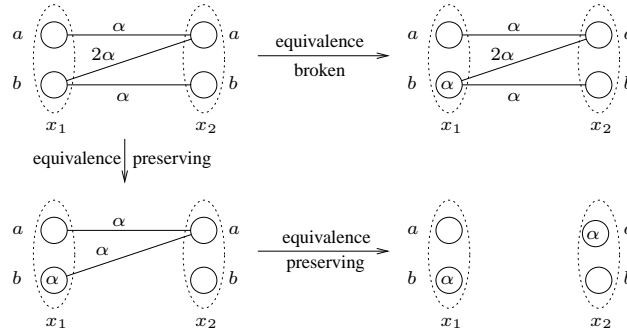 a α a equivalence a α a
2α broken 2α
b α b b α α b
x₁ x₂ x₁ x₂
equivalence preserving
a α a equivalence a α a
α preserving
b α b b α b
x₁ x₂ x₁ x₂